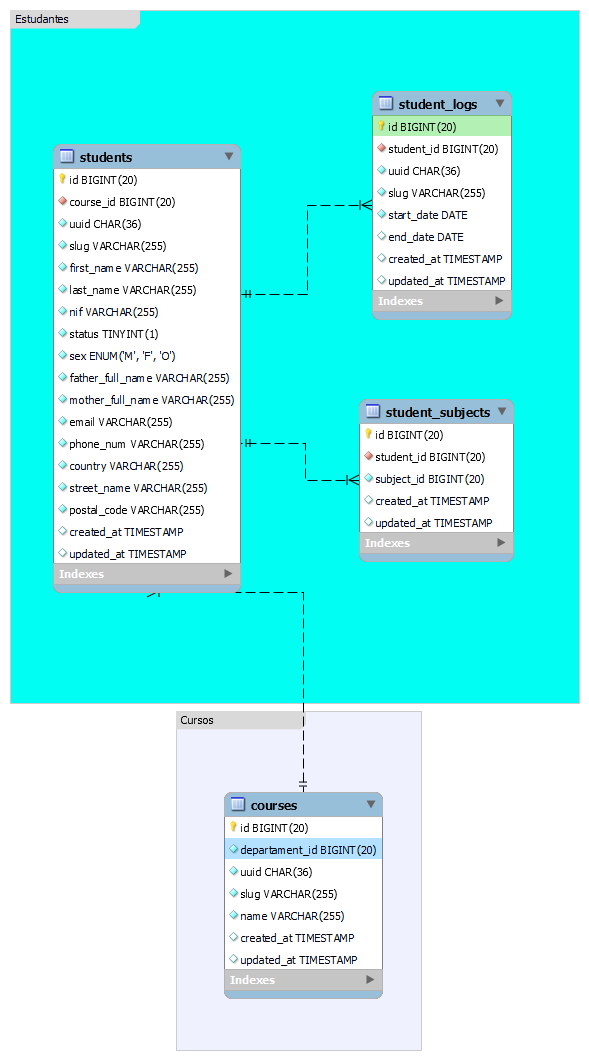 Estudantes
students
id BIGINT(20)
course_id BIGINT(20)
uuid CHAR(36)
slug VARCHAR(255)
first_name VARCHAR(255)
last_name VARCHAR(255)
nif VARCHAR(255)
status TINYINT(1)
sex ENUM('M', 'F', 'O')
father_full_name VARCHAR(255)
mother_full_name VARCHAR(255)
email VARCHAR(255)
phone_num VARCHAR(255)
country VARCHAR(255)
street_name VARCHAR(255)
postal_code VARCHAR(255)
created_at TIMESTAMP
updated_at TIMESTAMP
Indexes
student_logs
id BIGINT(20)
student_id BIGINT(20)
uuid CHAR(36)
slug VARCHAR(255)
start_date DATE
end_date DATE
created_at TIMESTAMP
updated_at TIMESTAMP
Indexes
student_subjects
id BIGINT(20)
student_id BIGINT(20)
subject_id BIGINT(20)
created_at TIMESTAMP
updated_at TIMESTAMP
Indexes
Cursos
courses
id BIGINT(20)
departament_id BIGINT(20)
uuid CHAR(36)
slug VARCHAR(255)
name VARCHAR(255)
created_at TIMESTAMP
updated_at TIMESTAMP
Indexes